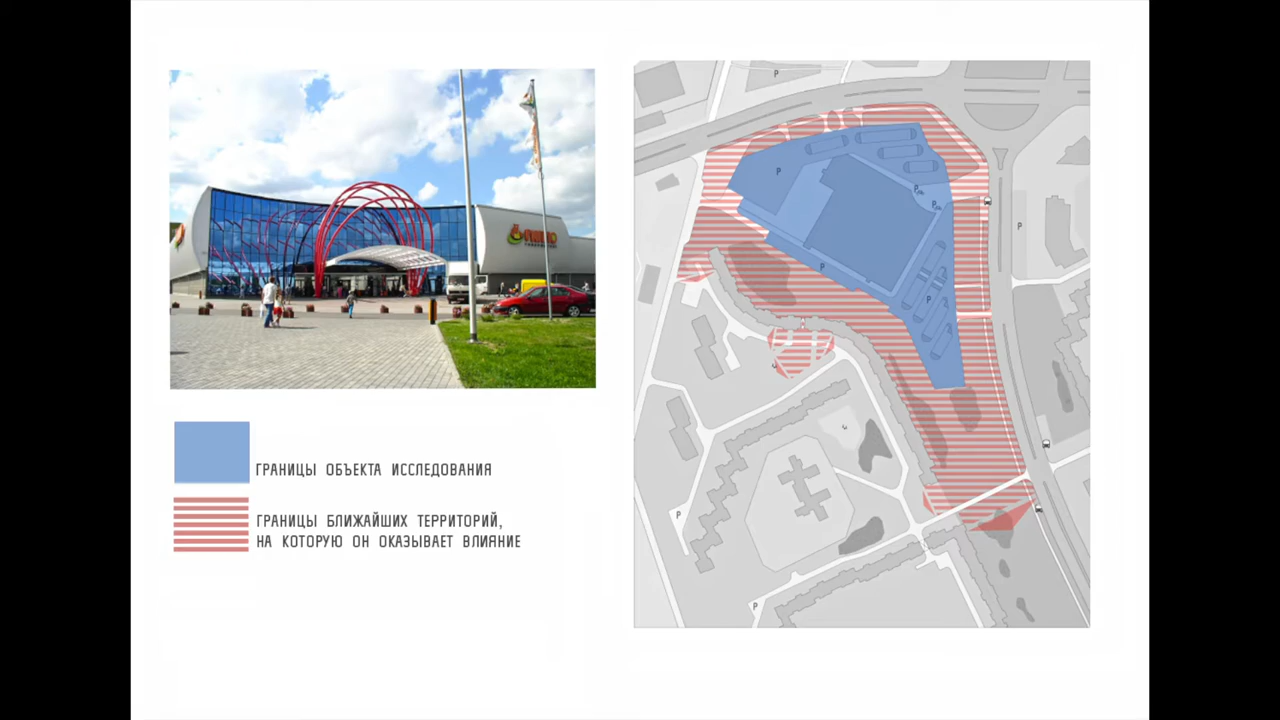 ГРАНИЦЫ ОБЪЕКТА ИССЛЕДОВАНИЯ
ГРАНИЦЫ БЛИЖАЙШИХ ТЕРРИТОРИЙ,
НА КОТОРУЮ ОН ОКАЗЫВАЕТ ВЛИЯНИЕ
P
P
P
P
P
P
P
P
P